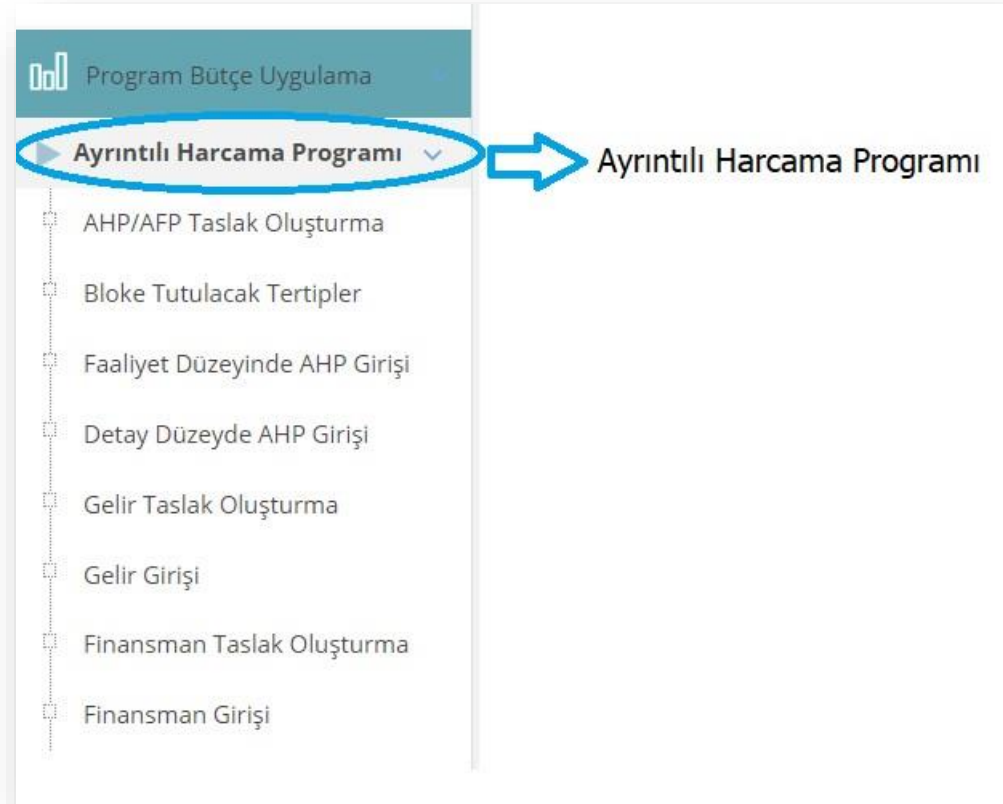 Program Bütçe Uygulama
Ayrıntılı Harcama Programı
Ayrıntılı Harcama Programı
AHP/AFP Taslak Oluşturma
Bloke Tutulacak Tertipler
Faaliyet Düzeyinde AHP Girişi
Detay Düzeyde AHP Girişi
Gelir Taslak Oluşturma
Gelir Girişi
Finansman Taslak Oluşturma
Finansman Girişi